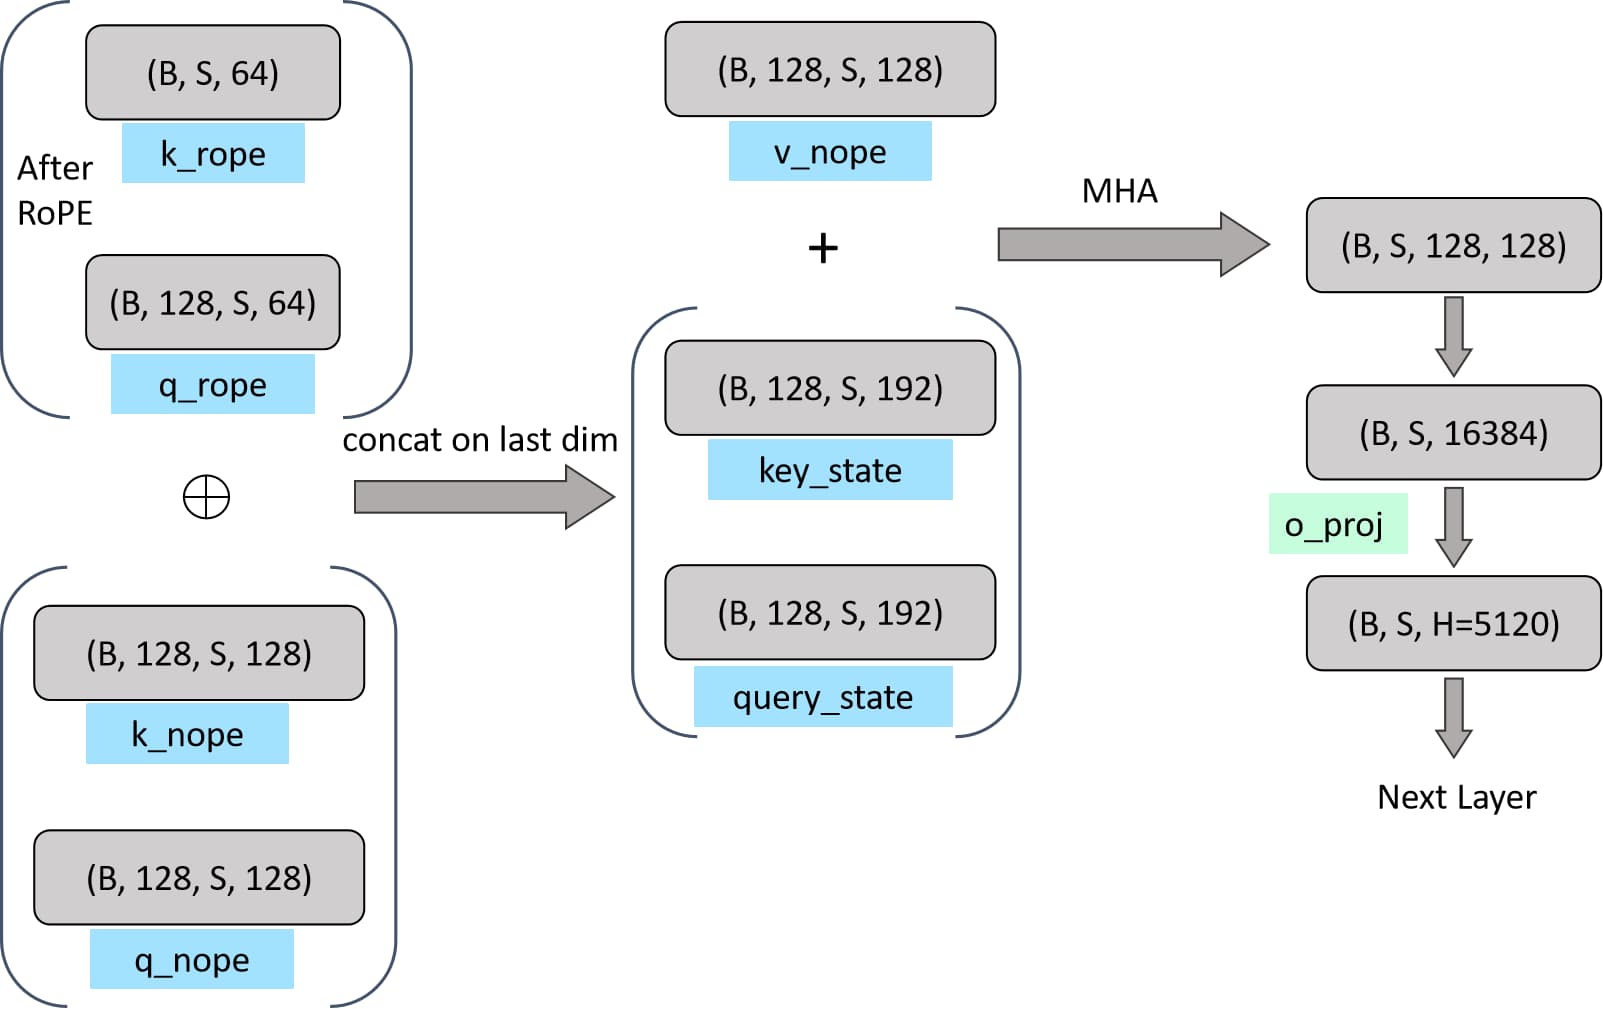 (B, S, 64)
k_rope
After
RoPE
(B, 128, S, 64)
q_rope
concat on last dim
(B, 128, S, 128)
k_nope
(B, 128, S, 128)
q_nope
(B, 128, S, 128)
v_nope
+
(B, 128, S, 192)
key_state
(B, 128, S, 192)
query_state
MHA
(B, S, 128, 128)
(B, S, 16384)
o_proj
(B, S, H=5120)
Next Layer